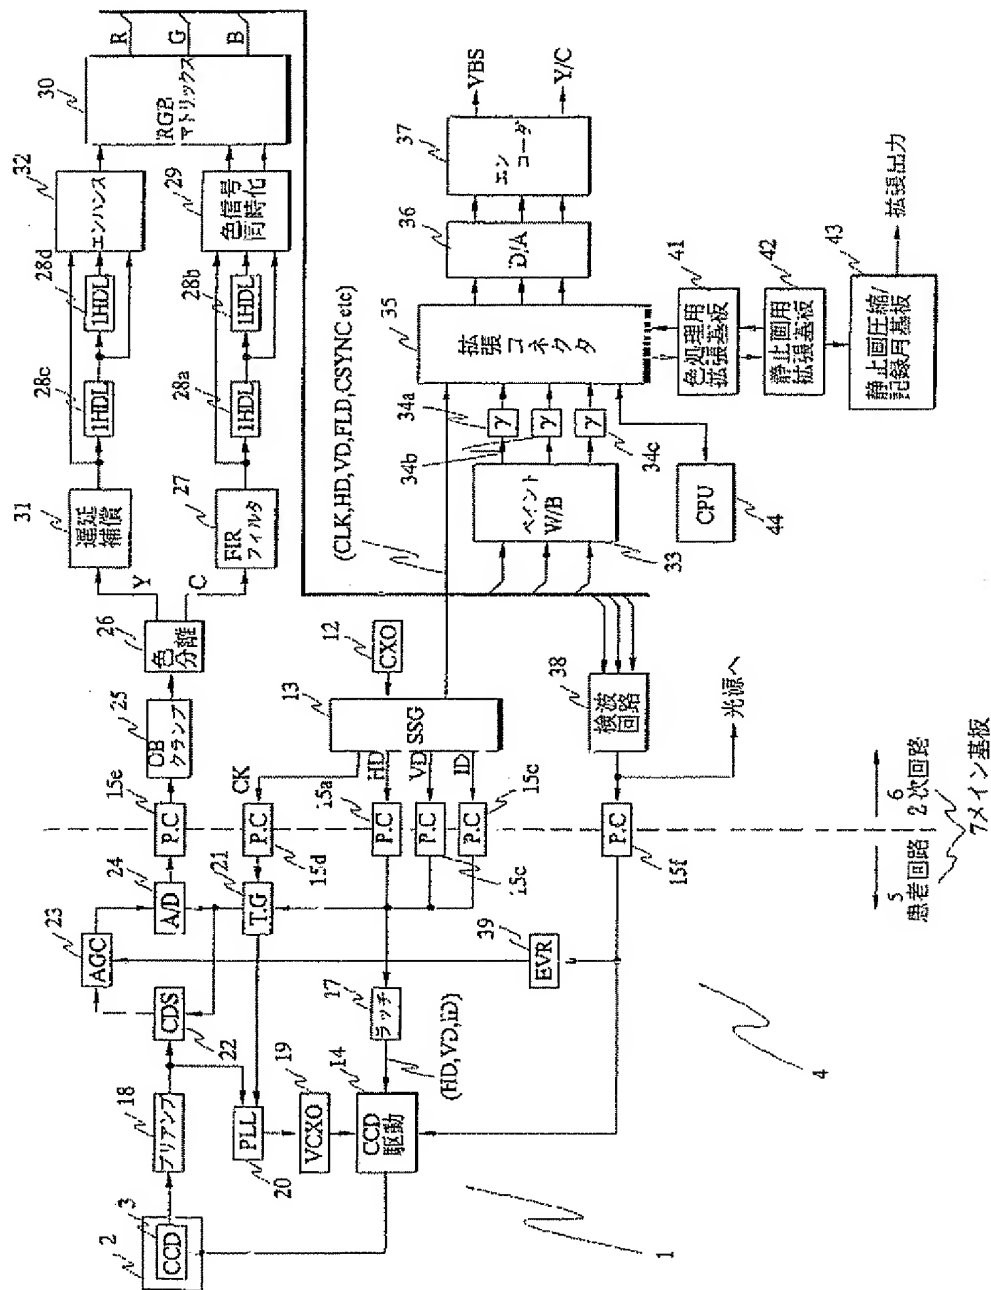 2
3
CCD
18
プリアンプ
CDS
22
23
AGC
24
A/D
15e
P.C
25
OB
クランプ
26
色
分離
Y
C
31
遅延
補償
27
FIR
フィルタ
28c
1HDL
28d
1HDL
28a
1HDL
28b
1HDL
32
エンハンス
29
色信号
同時化
30
RGB
マトリックス
R
G
B
PLL
20
19
VCXO
14
CCD
駆動
17
ラッチ
(HD,VD,ID)
21
T.G
CK
P.C
15d
15a
P.C
HD
P.C
15c
VD
P.C
15c
ID
13
SSG
12
CXO
(CLK,HD,VD,FLD,CSYNC etc)
39
EVR
P.C
15f
38
検波
回路
光源へ
ペイント
W/B
33
34a
γ
34b
γ
γ
34c
35
拡張コネクタ
36
D/A
37
エン
コーダ
VBS
Y/C
CPU
44
41
色処理用
拡張基板
42
静止画用
拡張基板
43
静止画圧縮/
記録用基板
拡張出力
5
患者回路
6
2次回路
7メイン基板
1
4